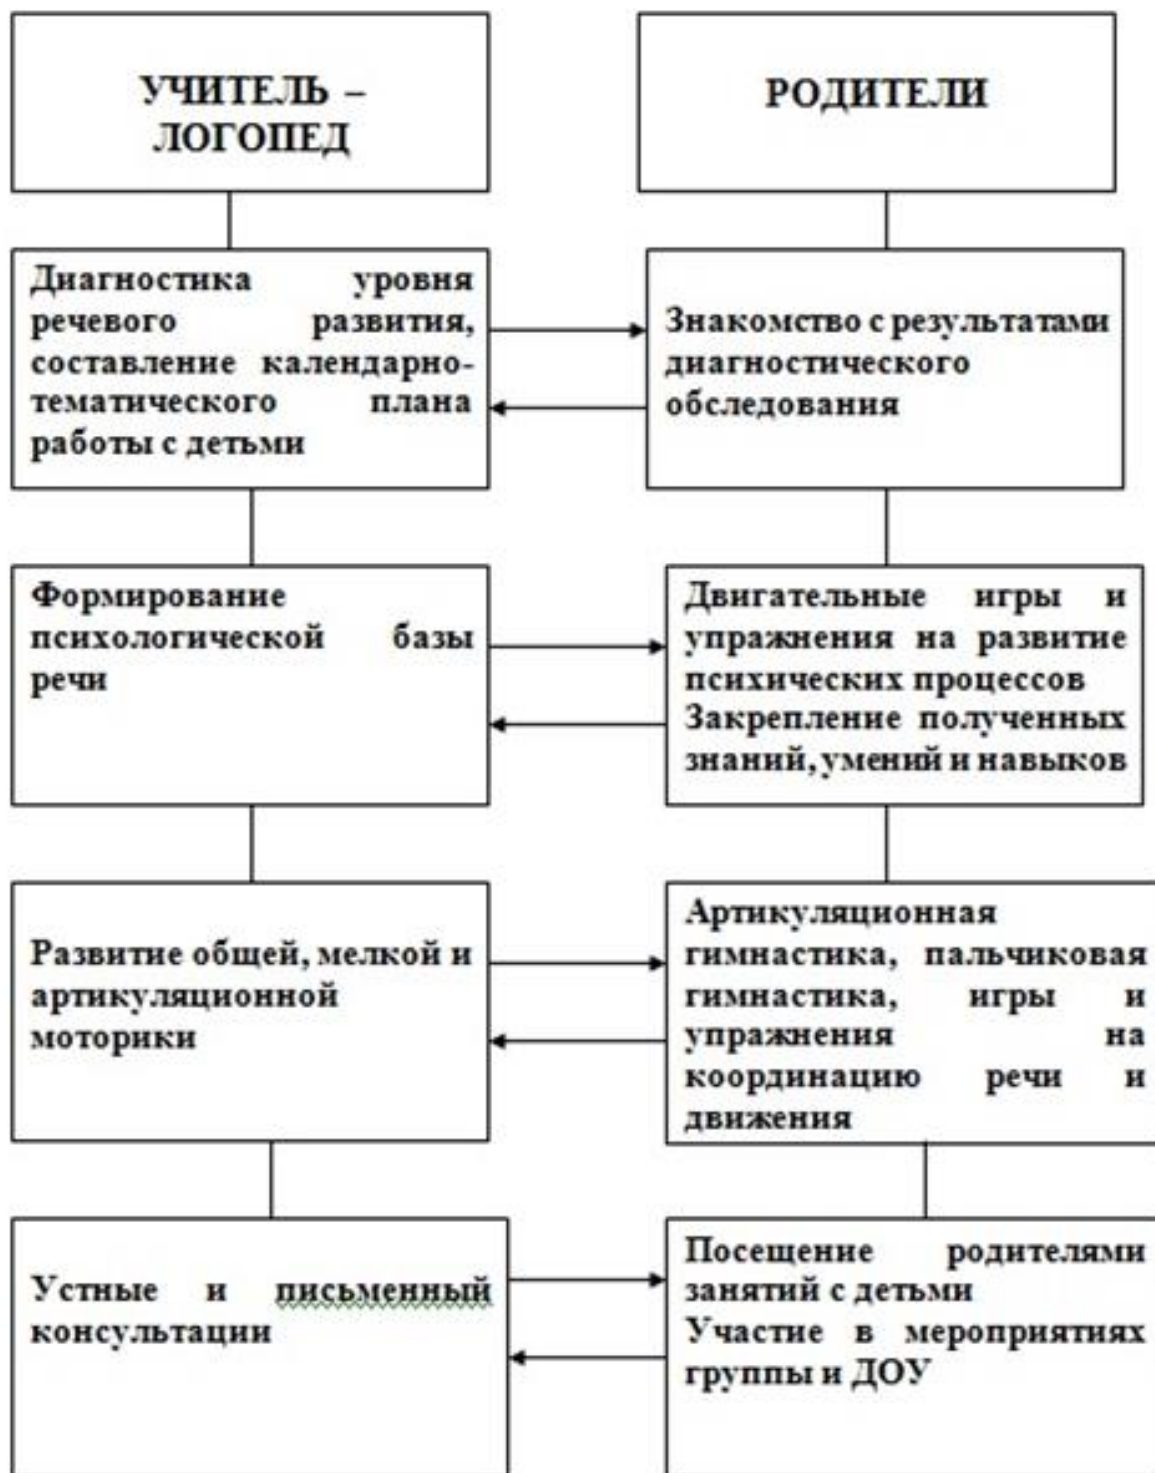 УЧИТЕЛЬ –
ЛОГОПЕД
РОДИТЕЛИ
Диагностика уровня
речевого развития,
составление календарно-
тематического плана
работы с детьми
Знакомство с результатами
диагностического
обследования
Формирование
психологической базы
речи
Двигательные игры и
упражнения на развитие
психических процессов
Закрепление полученных
знаний, умений и навыков
Развитие общей, мелкой и
артикуляционной
моторики
Артикуляционная
гимнастика, пальчиковая
гимнастика, игры и
упражнения на
координацию речи и
движения
Устные и письменный
консультации
Посещение родителями
занятий с детьми
Участие в мероприятиях
группы и ДОУ